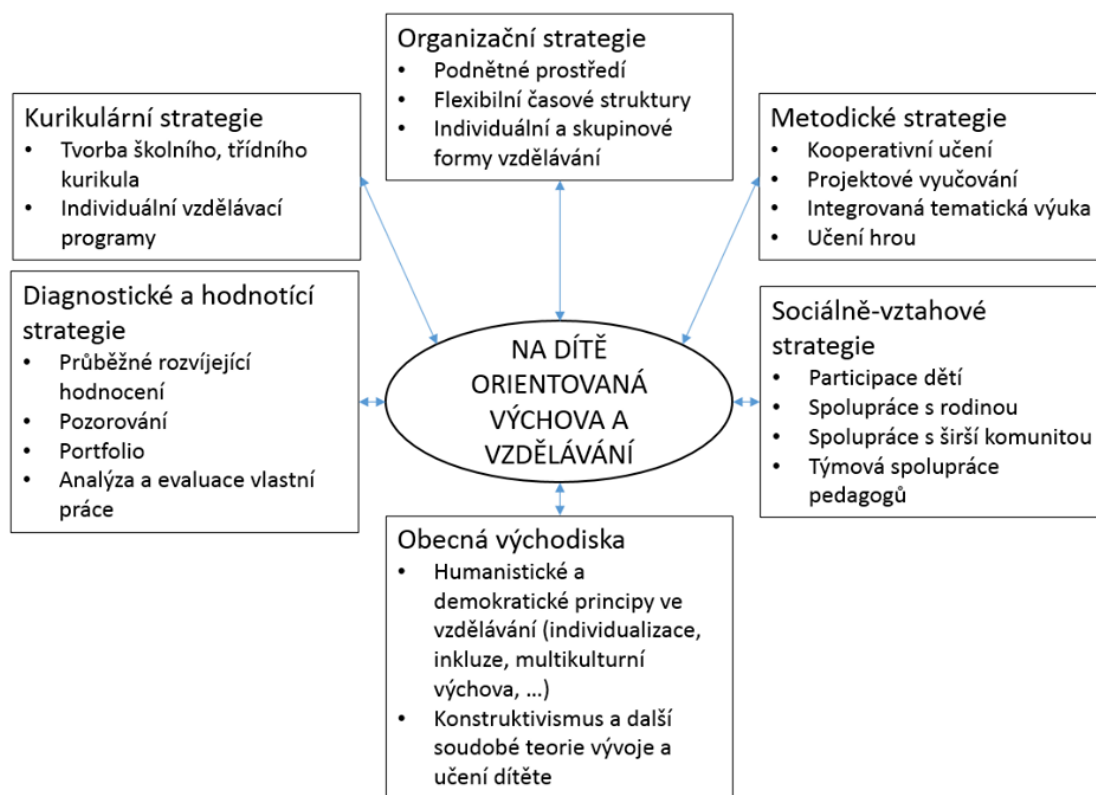 Organizační strategie
• Podnětné prostředí
• Flexibilní časové struktury
• Individuální a skupinové
formy vzdělávání
Kurikulární strategie
• Tvorba školního, třídního
kurikula
• Individuální vzdělávací
programy
Metodické strategie
• Kooperativní učení
• Projektové vyučování
• Integrovaná tematická výuka
• Učení hrou
Diagnostické a hodnotící
strategie
• Průběžné rozvíjející
hodnocení
• Pozorování
• Portfolio
• Analýza a evaluace vlastní
práce
NA DÍTĚ
ORIENTOVANÁ
VÝCHOVA A
VZDĚLÁVÁNÍ
Sociálně-vztahové
strategie
• Participace dětí
• Spolupráce s rodinou
• Spolupráce s širší komunitou
• Týmová spolupráce
pedagogů
Obecná východiska
• Humanistické a
demokratické principy ve
vzdělávání (individualizace,
inkluze, multikulturní
výchova, ...)
• Konstruktivismus a další
soudobé teorie vývoje a
učení dítěte